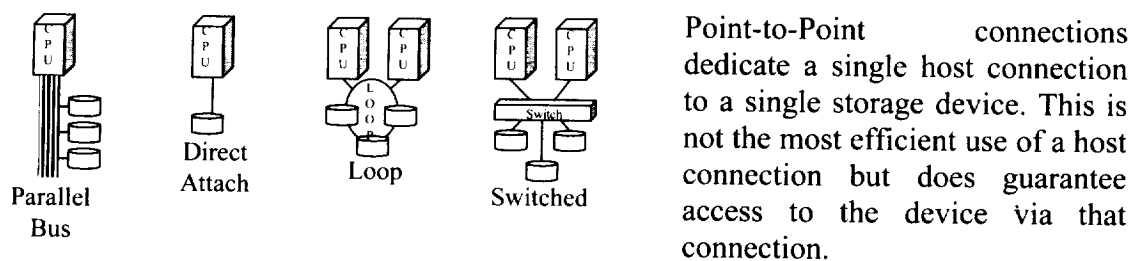 CPU
CPU
CPU
CPU
CPU
CPU
LOOP
Switch
Parallel
Bus
Direct
Attach
Loop
Switched
Point-to-Point connections
dedicate a single host connection
to a single storage device. This is
not the most efficient use of a host
connection but does guarantee
access to the device via that
connection.